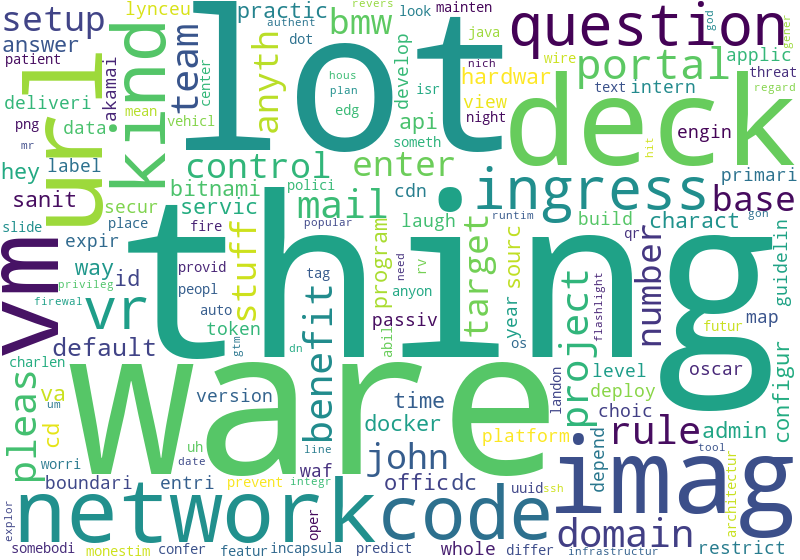 setup
answer
patient
deliveri
png
data
mr
label
hey
sanit
slide
akamai
lynceu
url
kind
team
center
mean
vehicl
authent
practic
dot
anyth
bmw
revers
look
mainten
java
nich
hous
plan
edg
isr
someth
develop
api
lot
hardwar
view
night
wire
text
intern
question
portal
deck
god
gener
applic
threat
regard
engin
hit
primari
control
enter
mail
cdn
laugh
ingress
base
build
charact
qr
guidelin
vm
secur
bitnami
servic
polici
place
fire
popular
expir
way
id
stuff
provid
peopl
privileg
firewal
vr
auto
token
tag
benefit
need
rv
anyon
abil
program
passiv
target
sourc
year
os
runtim
gon
flashlight
number
map
project
futur
default
charlen
um
va
cd
pleas
gtm
dn
thing
ware
version
time
docker
john
uh
line
date
worri
boundari
entri
prevent
integr
waf
landon
platform
level
deploy
choic
depend
oscar
configur
rule
admin
tool
architectur
imag
network
code
offic
dc
uuid
ssh
explor
somebodi
monestim
confer
featur
oper
incapsula
predict
whole
differ
infrastructur
domain
restrict